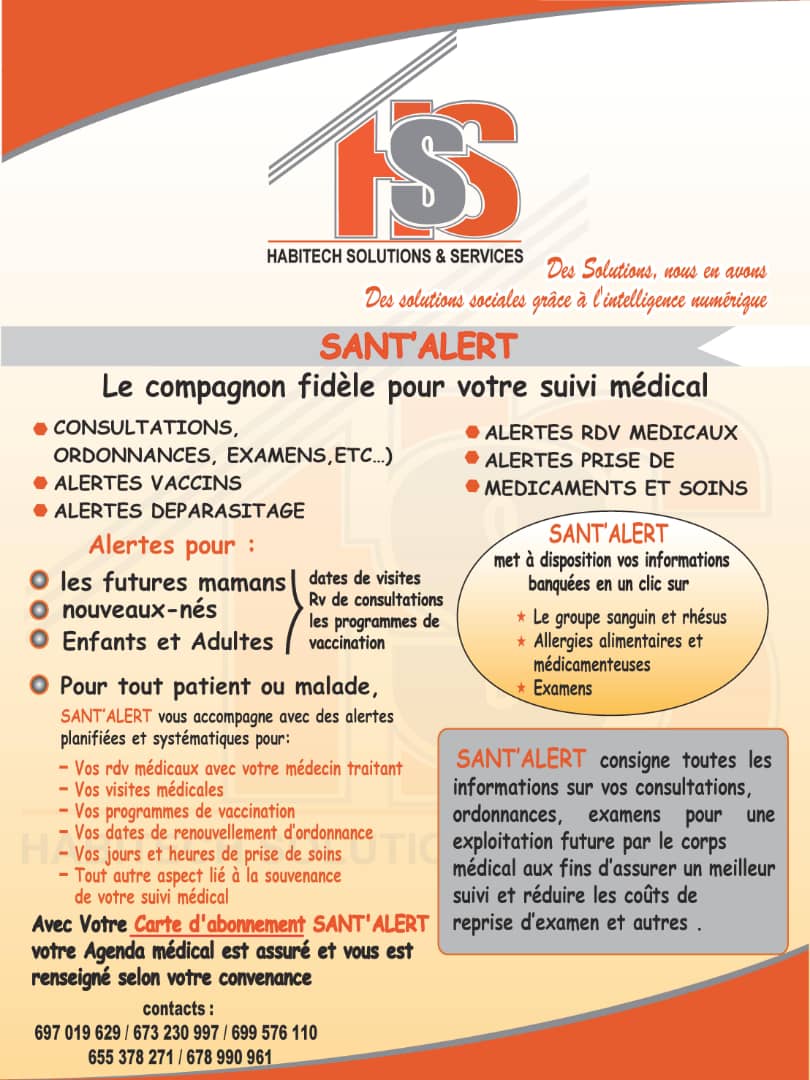 HSS
HABITECH SOLUTIONS & SERVICES
Des Solutions, nous en avons
Des solutions sociales grâce à l'intelligence numérique
SANT'ALERT
Le compagnon fidèle pour votre suivi médical
CONSULTATIONS,
ORDONNANCES, EXAMENS,ETC...)
ALERTES VACCINS
ALERTES DEPARASITAGE
ALERTES RDV MEDICAUX
ALERTES PRISE DE
MEDICAMENTS ET SOINS
Alertes pour :
les futures mamans
nouveaux-nés
Enfants et Adultes
dates de visites
Rv de consultations
les programmes de
vaccination
SANT'ALERT
met à disposition vos informations
banquées en un clic sur
Le groupe sanguin et rhésus
Allergies alimentaires et
médicamenteuses
Examens
Pour tout patient ou malade,
SANT'ALERT vous accompagne avec des alertes
planifiées et systématiques pour:
- Vos rdv médicaux avec votre médecin traitant
- Vos visites médicales
- Vos programmes de vaccination
- Vos dates de renouvellement d'ordonnance
- Vos jours et heures de prise de soins
- Tout autre aspect lié à la souvenance
de votre suivi médical
SANT'ALERT consigne toutes les
informations sur vos consultations,
ordonnances, examens pour une
exploitation future par le corps
médical aux fins d'assurer un meilleur
suivi et réduire les coûts de
reprise d'examen et autres .
Avec Votre Carte d'abonnement SANT'ALERT
votre Agenda médical est assuré et vous est
renseigné selon votre convenance
contacts :
697 019 629 / 673 230 997 / 699 576 110
655 378 271 / 678 990 961